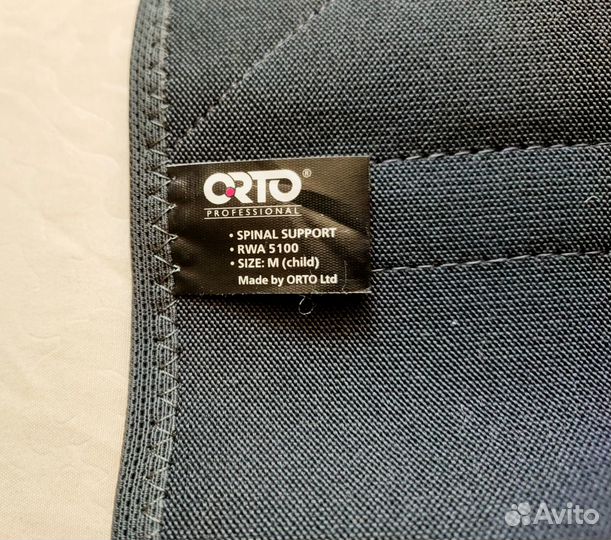 ORTO®
PROFESSIONAL
• SPINAL SUPPORT
• RWA 5100
• SIZE: M (child)
Made by ORTO Ltd
Avito